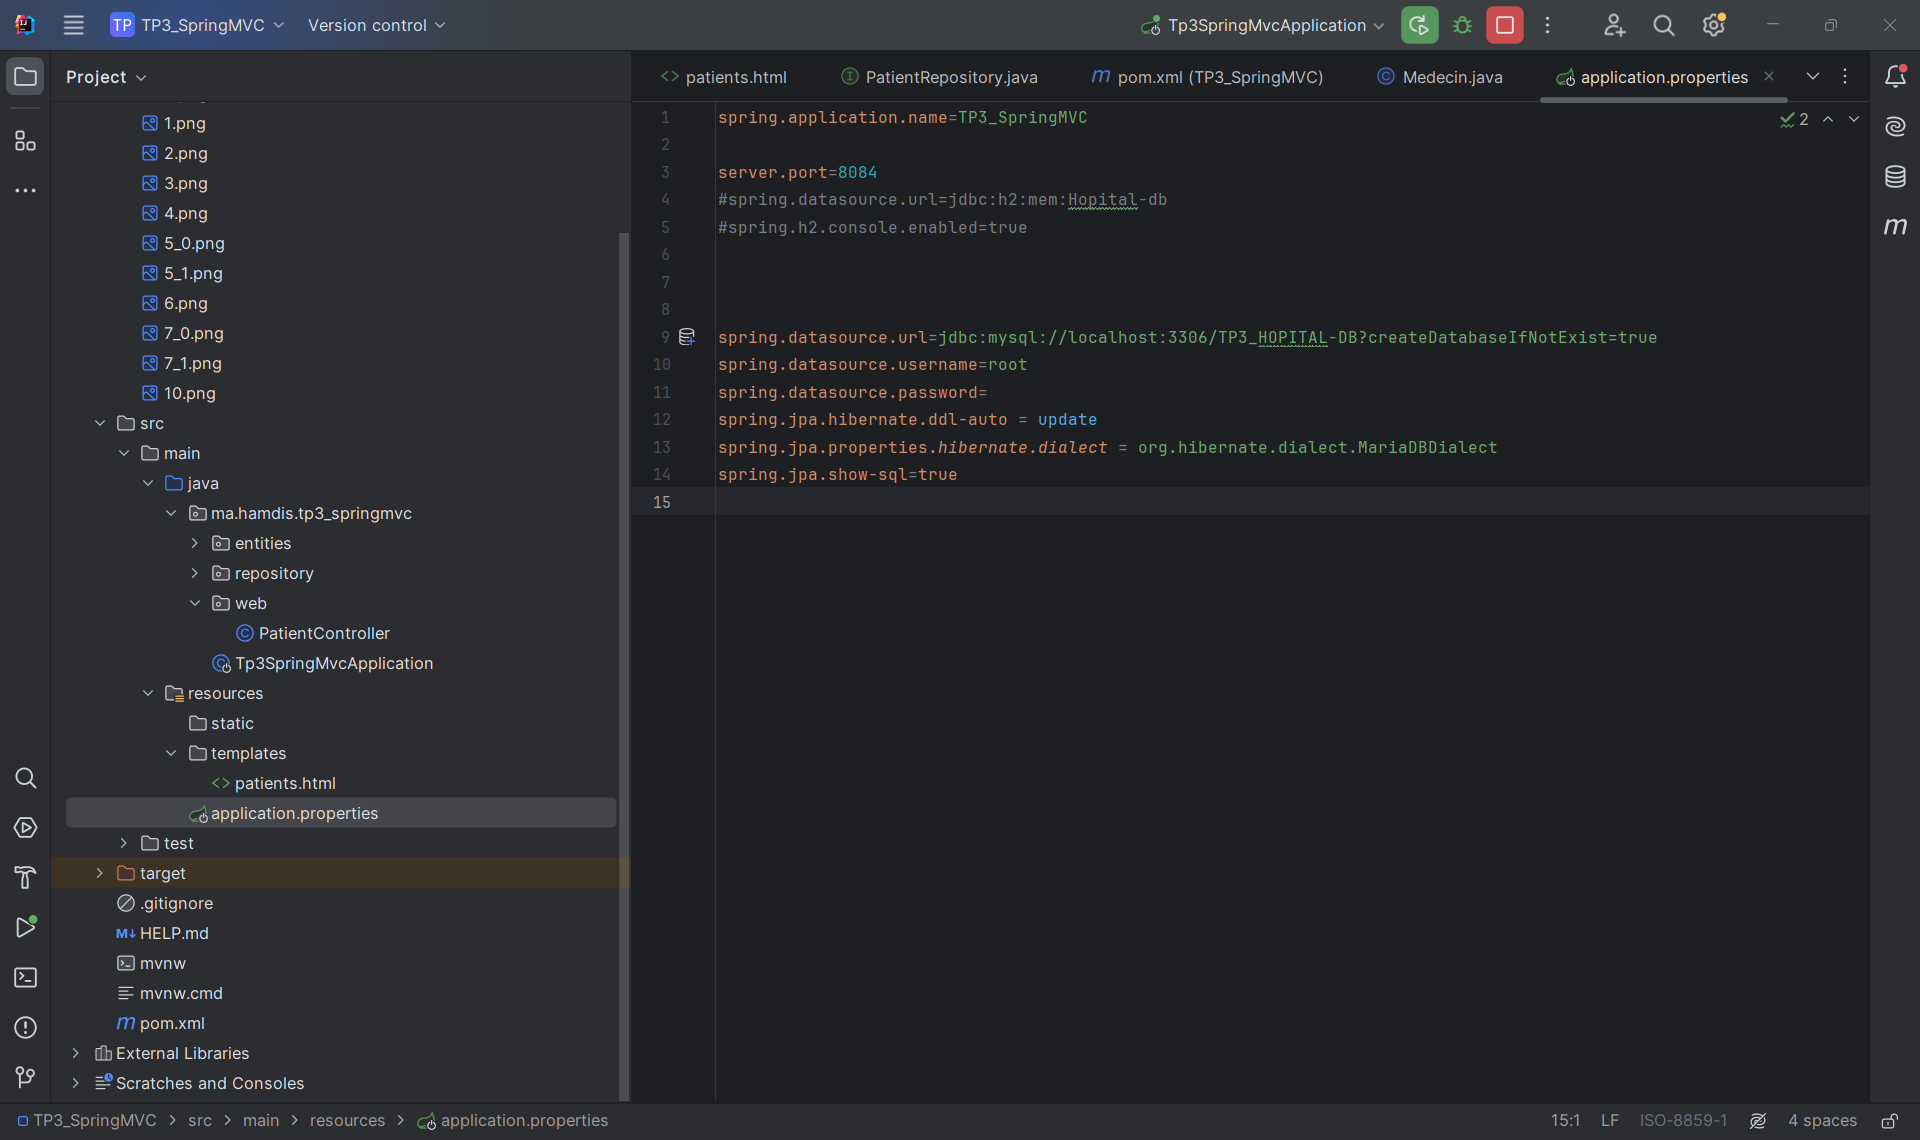 TP TP3_SpringMVC Version control Tp3SpringMvcApplication
Project
patients.html PatientRepository.java pom.xml (TP3_SpringMVC) Medecin.java application.properties
1.png
2.png
3.png
4.png
5_0.png
5_1.png
6.png
7_0.png
7_1.png
10.png
src
main
java
ma.hamdis.tp3_springmvc
entities
repository
web
PatientController
Tp3SpringMvcApplication
resources
static
templates
patients.html
application.properties
test
target
.gitignore
HELP.md
mvnw
mvnw.cmd
pom.xml
External Libraries
Scratches and Consoles
1 spring.application.name=TP3_SpringMVC
2
3 server.port=8084
4 #spring.datasource.url=jdbc:h2:mem:Hopital-db
5 #spring.h2.console.enabled=true
6
7
8
9 spring.datasource.url=jdbc:mysql://localhost:3306/TP3_HOPITAL-DB?createDatabaseIfNotExist=true
10 spring.datasource.username=root
11 spring.datasource.password=
12 spring.jpa.hibernate.ddl-auto = update
13 spring.jpa.properties.hibernate.dialect = org.hibernate.dialect.MariaDBDialect
14 spring.jpa.show-sql=true
15
2
TP3_SpringMVC > src > main > resources > application.properties
15:1 LF ISO-8859-1 4 spaces